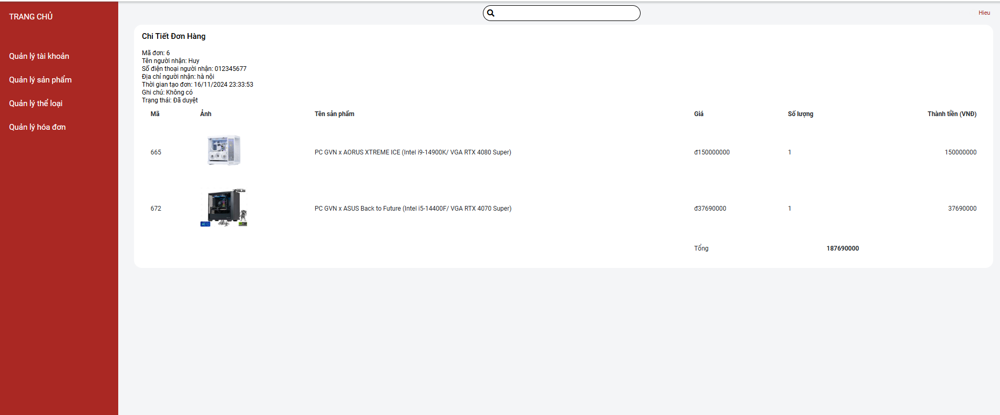 TRANG CHỦ
Hieu
Quản lý tài khoản
Quản lý sản phẩm
Quản lý thể loại
Quản lý hóa đơn
Chi Tiết Đơn Hàng
Mã đơn: 6
Tên người nhận: Huy
Số điện thoại người nhận: 012345677
Địa chỉ người nhận: hà nội
Thời gian tạo đơn: 16/11/2024 23:33:53
Ghi chú: Không có
Trạng thái: Đã duyệt
Mã Ảnh Tên sản phẩm Giá Số lượng Thành tiền (VNĐ)
665 PC GVN x AORUS XTREME ICE (Intel i9-14900K/ VGA RTX 4080 Super) đ150000000 1 150000000
672 PC GVN x ASUS Back to Future (Intel i5-14400F/ VGA RTX 4070 Super) đ37690000 1 37690000
AI
Tổng 187690000